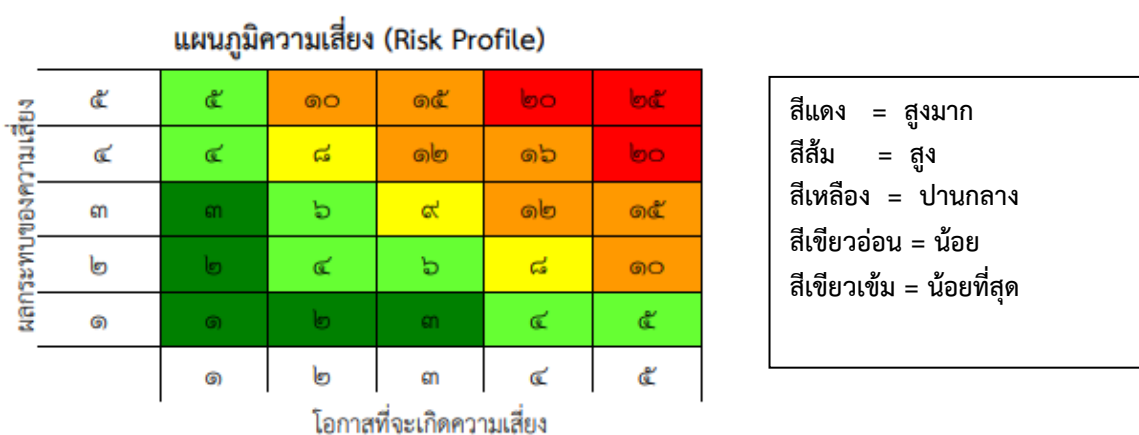 แผนภูมิความเสี่ยง (Risk Profile)
ผลกระทบของความเสี่ยง
๕ ๕ ๑๐ ๑๕ ๒๐ ๒๕
๔ ๔ ๘ ๑๒ ๑๖ ๒๐
๓ ๓ ๖ ๙ ๑๒ ๑๕
๒ ๒ ๔ ๖ ๘ ๑๐
๑ ๑ ๒ ๓ ๔ ๕
๑ ๒ ๓ ๔ ๕
โอกาสที่จะเกิดความเสี่ยง
สีแดง = สูงมาก
สีส้ม = สูง
สีเหลือง = ปานกลาง
สีเขียวอ่อน = น้อย
สีเขียวเข้ม = น้อยที่สุด